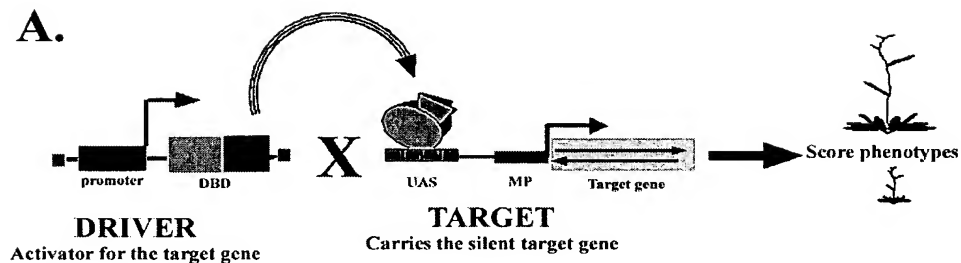 A.
X
promoter
DBD
UAS
MP
Target gene
Score phenotypes
DRIVER
Activator for the target gene
TARGET
Carries the silent target gene